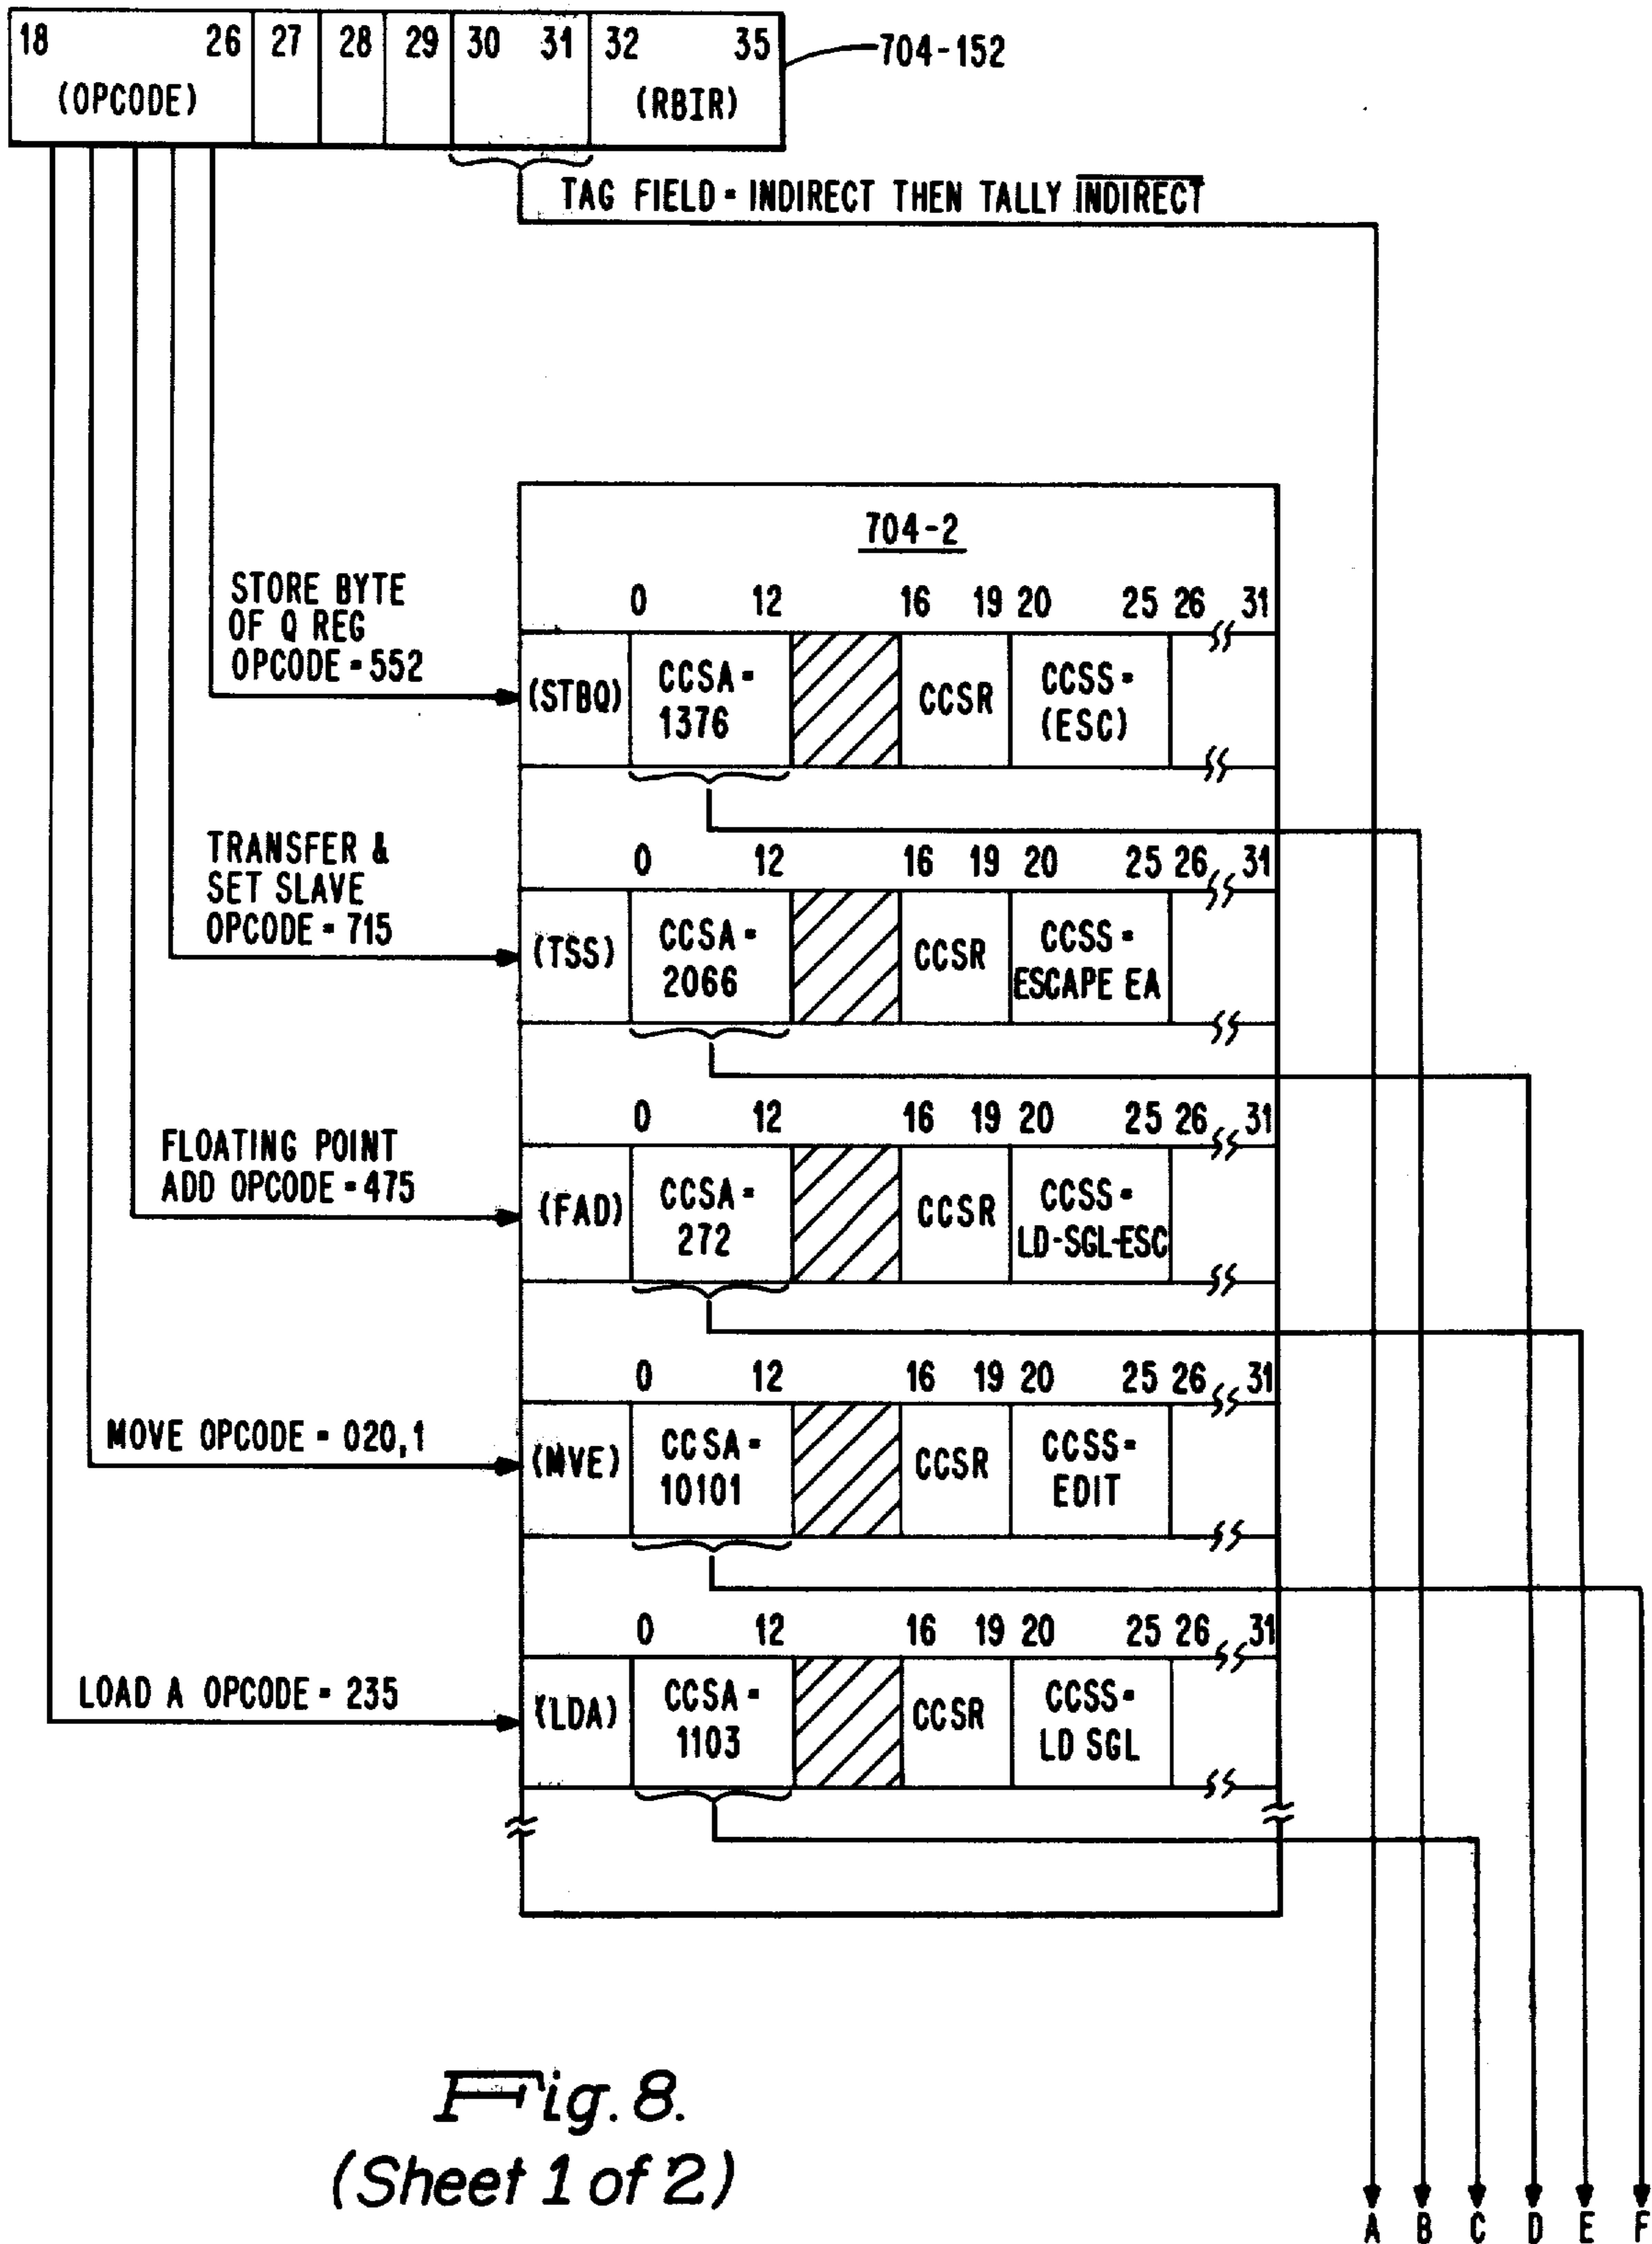 18 26 27 28 29 30 31 32 35
(OPCODE) (RBIR)
704-152
TAG FIELD = INDIRECT THEN TALLY INDIRECT
704-2
0 12 16 19 20 25 26 31
STORE BYTE
OF Q REG
OPCODE = 552
(STBQ) CCSA = 1376 CCSR CCSS = (ESC)
0 12 16 19 20 25 26 31
TRANSFER &
SET SLAVE
OPCODE = 715
(TSS) CCSA = 2066 CCSR CCSS = ESCAPE EA
0 12 16 19 20 25 26 31
FLOATING POINT
ADD OPCODE = 475
(FAD) CCSA = 272 CCSR CCSS = LD-SGL-ESC
0 12 16 19 20 25 26 31
MOVE OPCODE = 020,1
(MVE) CCSA = 10101 CCSR CCSS = EDIT
0 12 16 19 20 25 26 31
LOAD A OPCODE = 235
(LDA) CCSA = 1103 CCSR CCSS = LD SGL
Fig. 8.
(Sheet 1 of 2)
A B C D E F